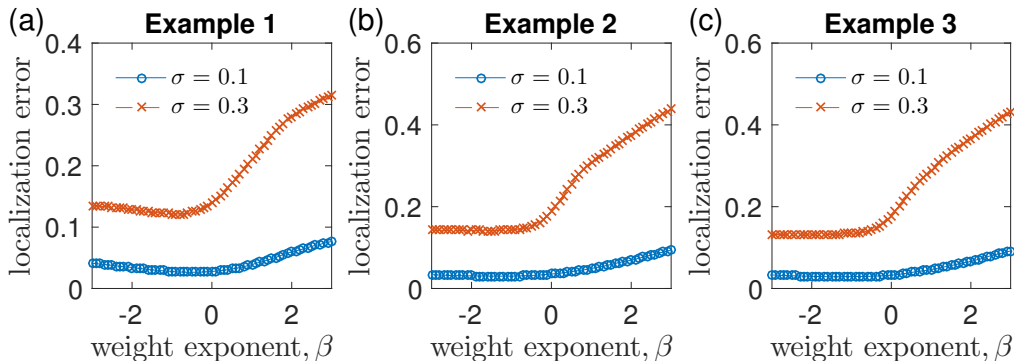 (a) Example 1
localization error
0.4
0.3
0.2
0.1
0
σ = 0.1
σ = 0.3
-2 0 2
weight exponent, β
(b) Example 2
localization error
0.6
0.4
0.2
0
σ = 0.1
σ = 0.3
-2 0 2
weight exponent, β
(c) Example 3
localization error
0.6
0.4
0.2
0
σ = 0.1
σ = 0.3
-2 0 2
weight exponent, β